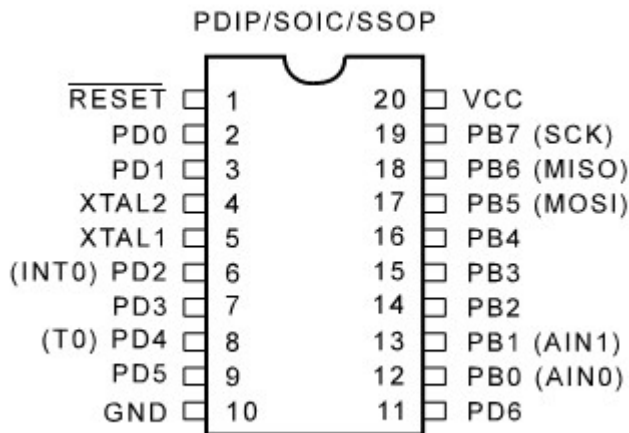 PDIP/SOIC/SSOP
RESET 1 20 VCC
PD0 2 19 PB7 (SCK)
PD1 3 18 PB6 (MISO)
XTAL2 4 17 PB5 (MOSI)
XTAL1 5 16 PB4
(INT0) PD2 6 15 PB3
PD3 7 14 PB2
(T0) PD4 8 13 PB1 (AIN1)
PD5 9 12 PB0 (AIN0)
GND 10 11 PD6